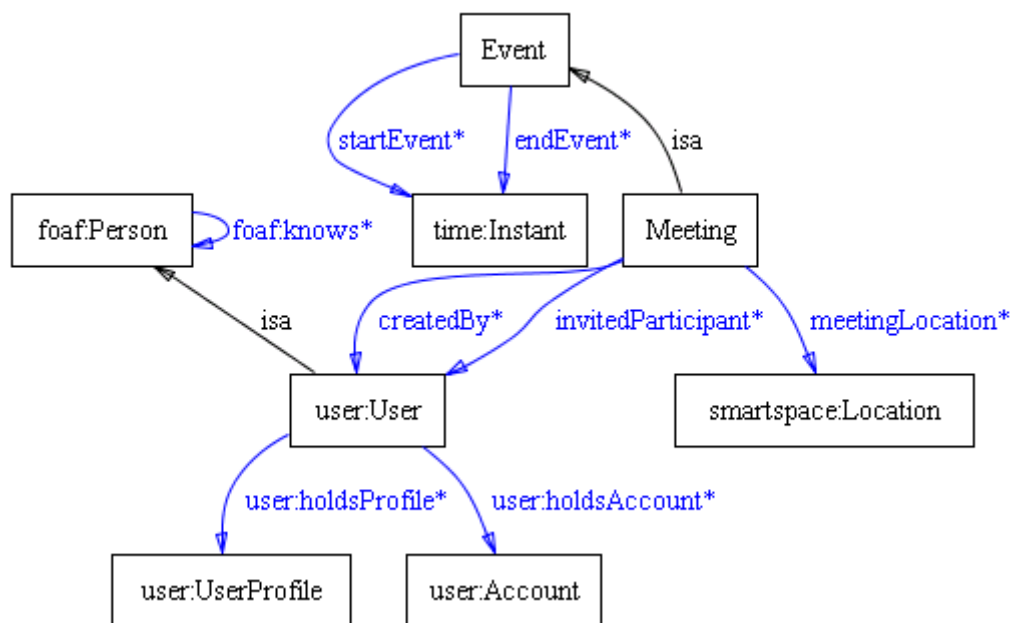 Event
startEvent*
endEvent*
isa
foaf:Person
foaf:knows*
time:Instant
Meeting
isa
createdBy*
invitedParticipant*
meetingLocation*
user:User
smartspace:Location
user:holdsProfile*
user:holdsAccount*
user:UserProfile
user:Account